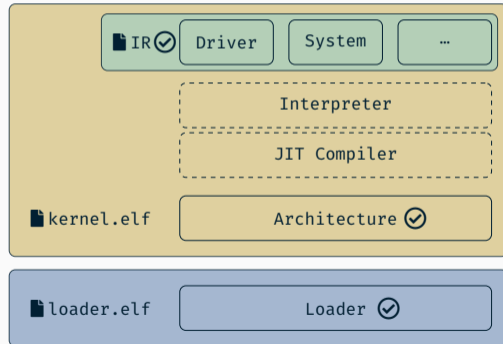 IR Driver System …
Interpreter
JIT Compiler
kernel.elf Architecture
loader.elf Loader